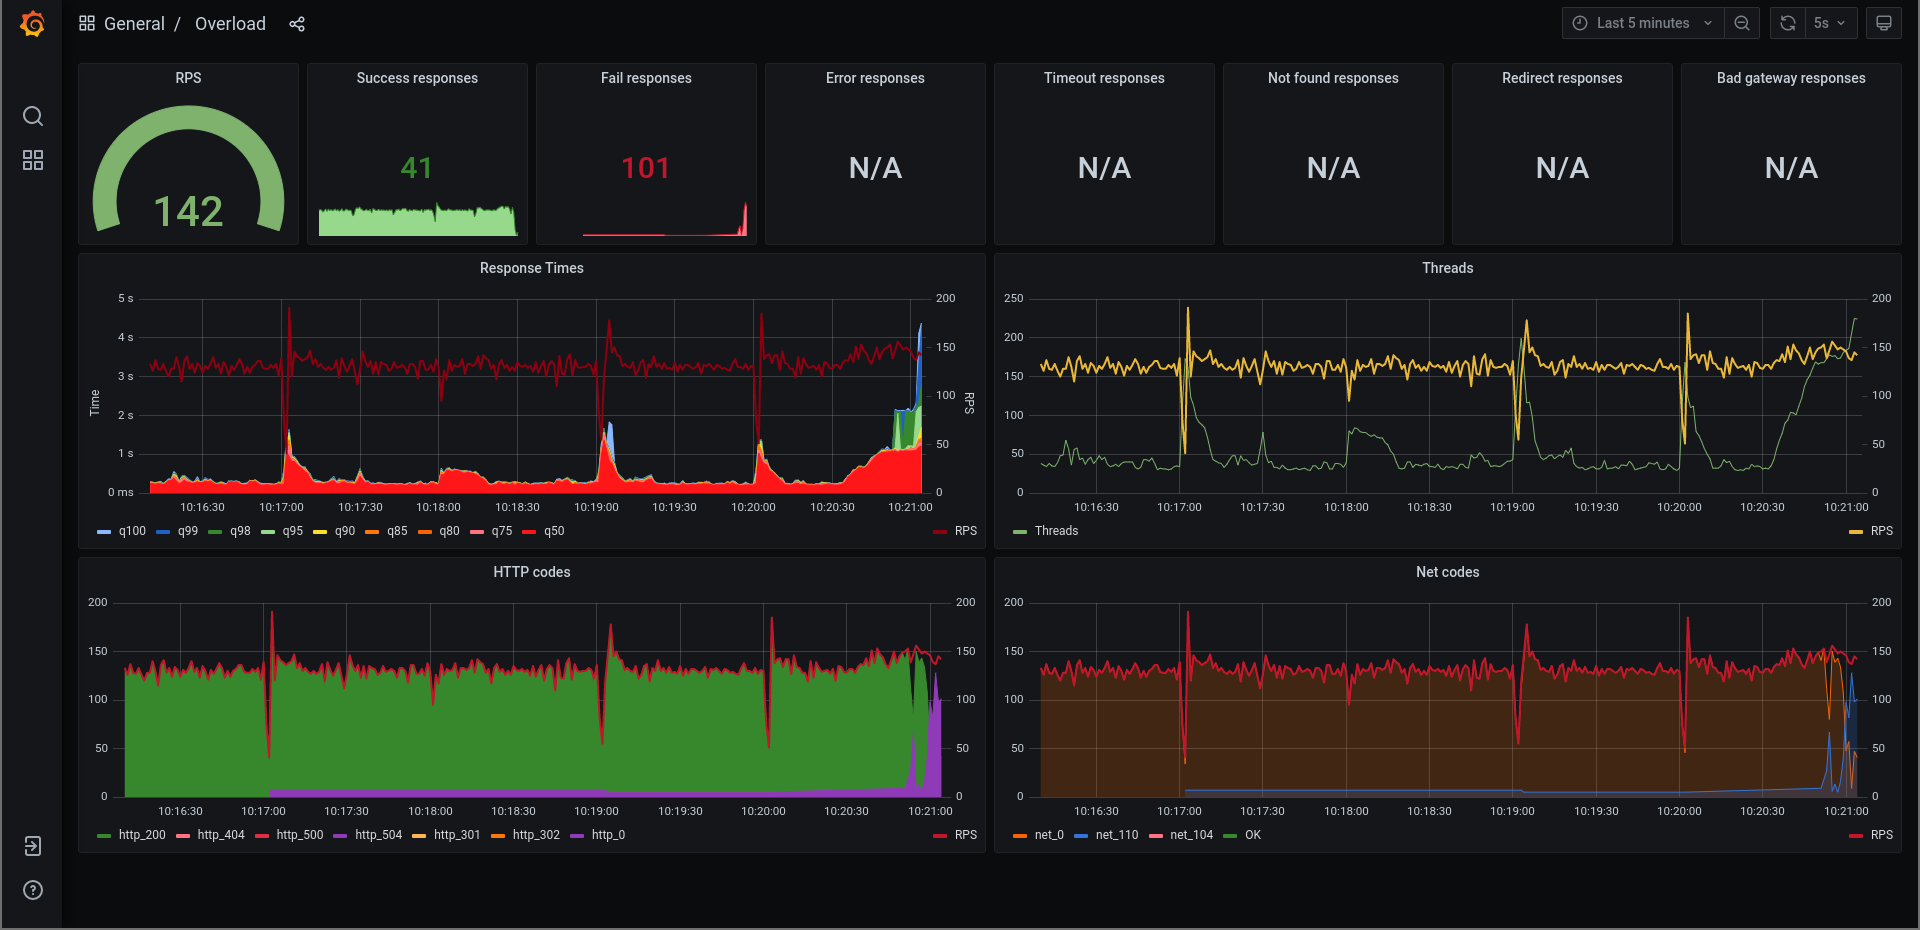 General / Overload
Last 5 minutes
5s
RPS
Success responses
Fail responses
Error responses
Timeout responses
Not found responses
Redirect responses
Bad gateway responses
142
41
101
N/A
N/A
N/A
N/A
N/A
Response Times
5 s
4 s
3 s
2 s
1 s
0 ms
Time
200
150
100
50
0
RPS
10:16:30 10:17:00 10:17:30 10:18:00 10:18:30 10:19:00 10:19:30 10:20:00 10:20:30 10:21:00
q100 q99 q98 q95 q90 q85 q80 q75 q50 RPS
Threads
250
200
150
100
50
0
200
150
100
50
0
10:16:30 10:17:00 10:17:30 10:18:00 10:18:30 10:19:00 10:19:30 10:20:00 10:20:30 10:21:00
Threads RPS
HTTP codes
200
150
100
50
0
200
150
100
50
0
10:16:30 10:17:00 10:17:30 10:18:00 10:18:30 10:19:00 10:19:30 10:20:00 10:20:30 10:21:00
http_200 http_404 http_500 http_504 http_301 http_302 http_0 RPS
Net codes
200
150
100
50
0
200
150
100
50
0
10:16:30 10:17:00 10:17:30 10:18:00 10:18:30 10:19:00 10:19:30 10:20:00 10:20:30 10:21:00
net_0 net_110 net_104 OK RPS